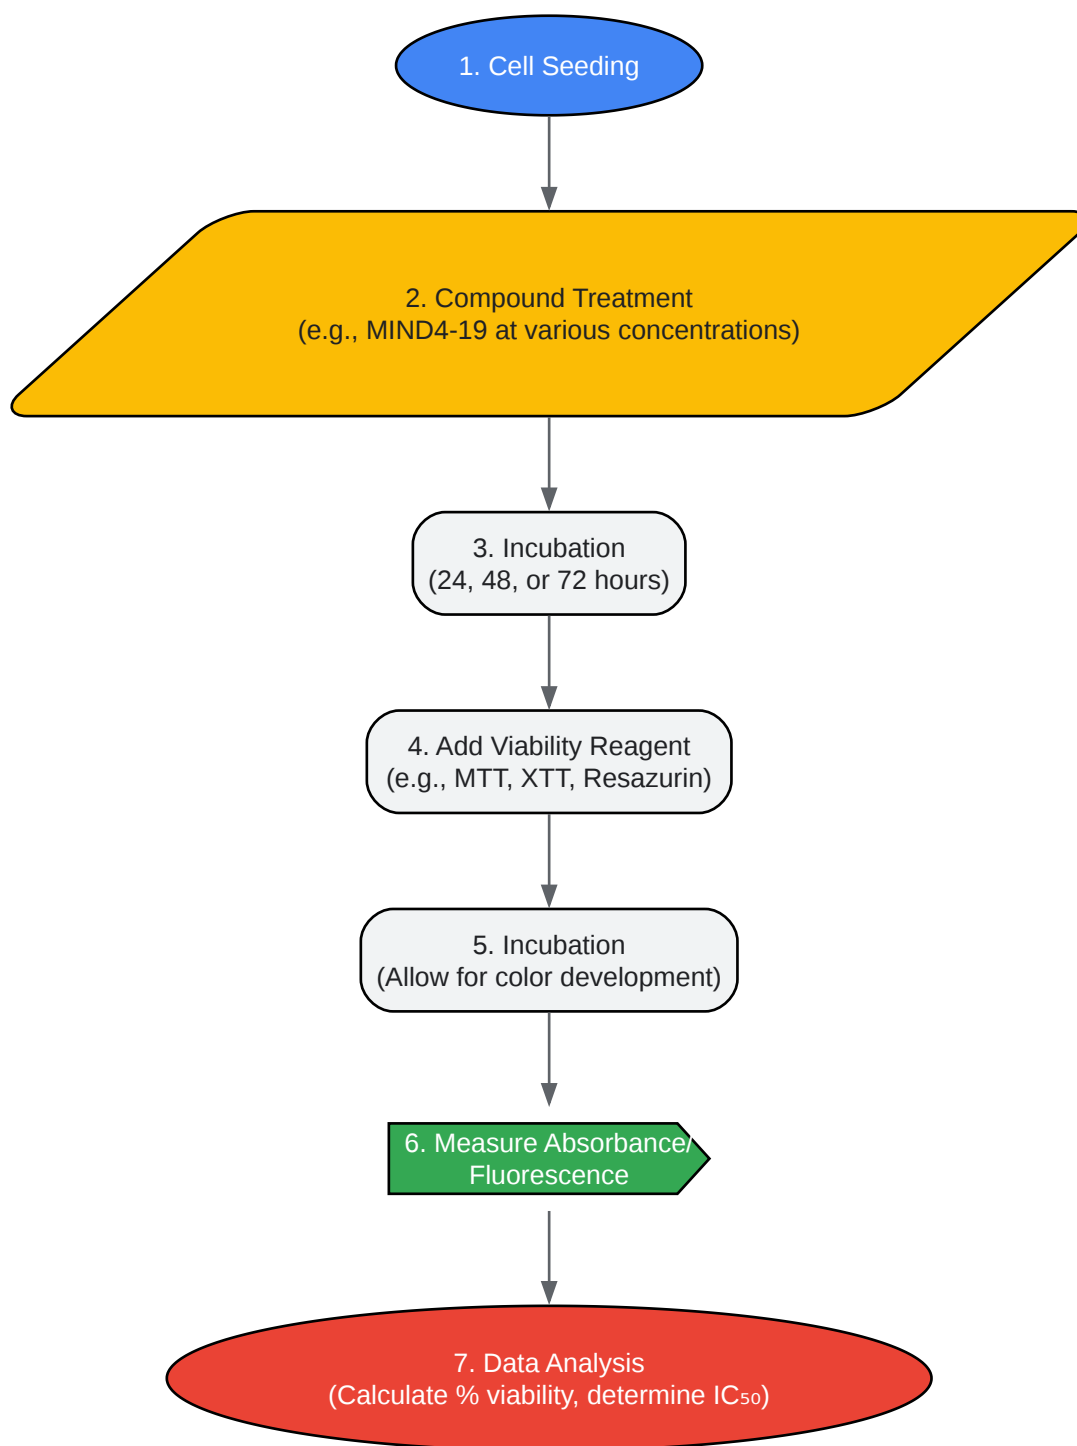 1. Cell Seeding
2. Compound Treatment
(e.g., MIND4-19 at various concentrations)
3. Incubation
(24, 48, or 72 hours)
4. Add Viability Reagent
(e.g., MTT, XTT, Resazurin)
5. Incubation
(Allow for color development)
6. Measure Absorbance/
Fluorescence
7. Data Analysis
(Calculate % viability, determine IC₅₀)